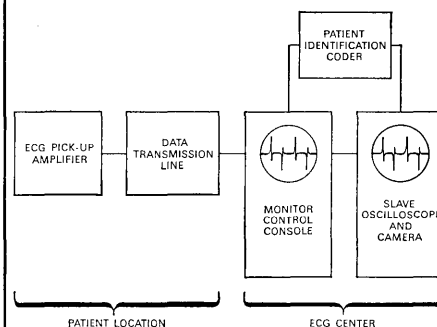 PATIENT
IDENTIFICATION
CODER
ECG PICK-UP
AMPLIFIER
DATA
TRANSMISSION
LINE
MONITOR
CONTROL
CONSOLE
SLAVE
OSCILLOSCOPE
AND
CAMERA
PATIENT LOCATION
ECG CENTER